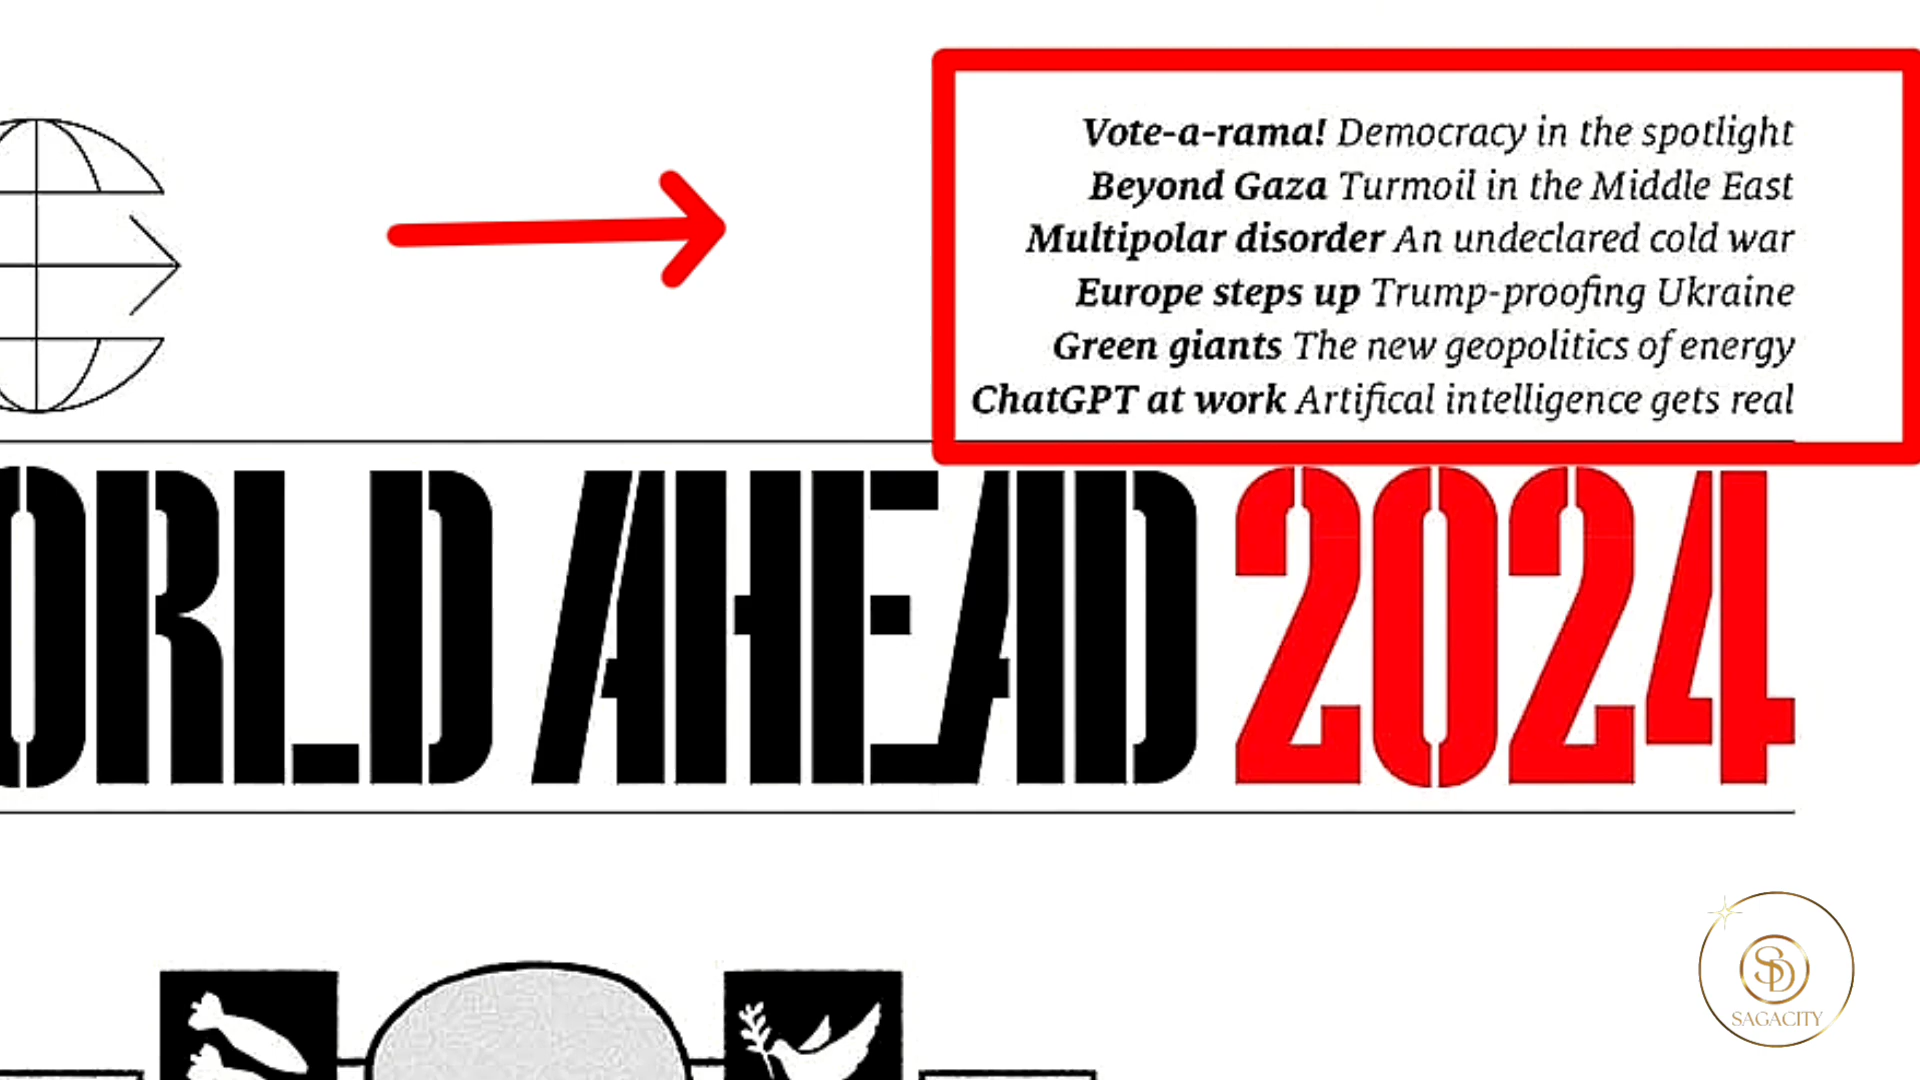 Vote-a-rama! Democracy in the spotlight
Beyond Gaza Turmoil in the Middle East
Multipolar disorder An undeclared cold war
Europe steps up Trump-proofing Ukraine
Green giants The new geopolitics of energy
ChatGPT at work Artifical intelligence gets real
ORLD AHEAD 2024
SD
SAGACITY